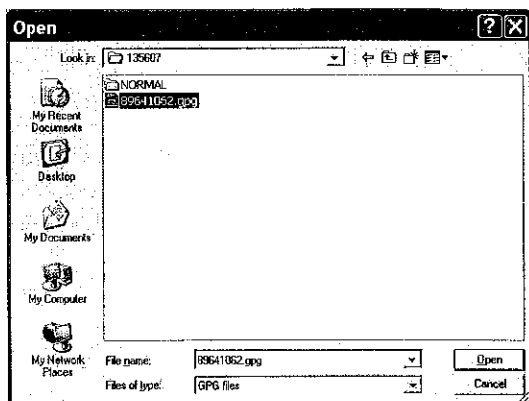 Open
Look in: 135607
NORMAL
89641062.gpg
My Recent
Documents
Desktop
My Documents
My Computer
My Network
Places
File name: 89641062.gpg
Open
Files of type: GPG files
Cancel